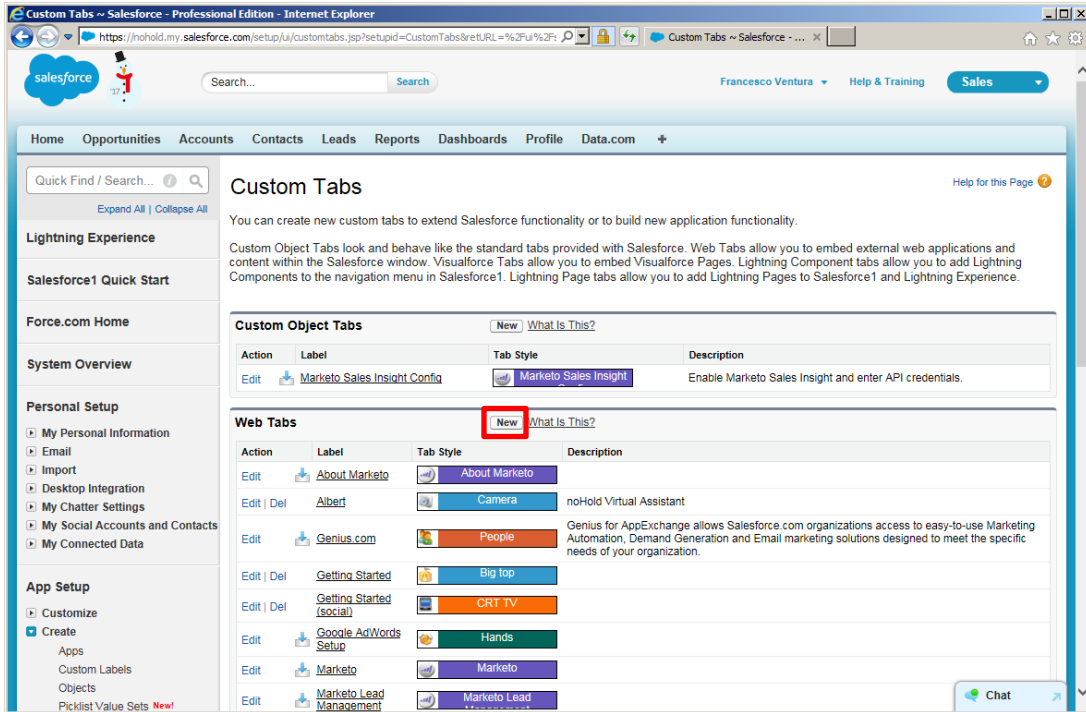 Custom Tabs ~ Salesforce - Professional Edition - Internet Explorer
https://nohold.my.salesforce.com/setup/ui/customtabs.jsp?setupid=CustomTabs&retURL=%2Fui%2F
Custom Tabs ~ Salesforce - ...
salesforce
'17
Search...
Search
Francesco Ventura
Help & Training
Sales
Home Opportunities Accounts Contacts Leads Reports Dashboards Profile Data.com +
Quick Find / Search...
Expand All | Collapse All
Lightning Experience
Salesforce1 Quick Start
Force.com Home
System Overview
Personal Setup
My Personal Information
Email
Import
Desktop Integration
My Chatter Settings
My Social Accounts and Contacts
My Connected Data
App Setup
Customize
Create
Apps
Custom Labels
Objects
Picklist Value Sets New!
Custom Tabs
Help for this Page
You can create new custom tabs to extend Salesforce functionality or to build new application functionality.
Custom Object Tabs look and behave like the standard tabs provided with Salesforce. Web Tabs allow you to embed external web applications and
content within the Salesforce window. Visualforce Tabs allow you to embed Visualforce Pages. Lightning Component tabs allow you to add Lightning
Components to the navigation menu in Salesforce1. Lightning Page tabs allow you to add Lightning Pages to Salesforce1 and Lightning Experience.
Custom Object Tabs New What Is This?
Action Label Tab Style Description
Edit Marketo Sales Insight Config Marketo Sales Insight Enable Marketo Sales Insight and enter API credentials.
Web Tabs New What Is This?
Action Label Tab Style Description
Edit About Marketo About Marketo
Edit | Del Albert Camera noHold Virtual Assistant
Edit Genius.com People Genius for AppExchange allows Salesforce.com organizations access to easy-to-use Marketing
Automation, Demand Generation and Email marketing solutions designed to meet the specific
needs of your organization.
Edit | Del Getting Started Big top
Edit | Del Getting Started
(social) CRT TV
Edit Google AdWords
Setup Hands
Edit Marketo Marketo
Edit Marketo Lead
Management Marketo Lead
Chat